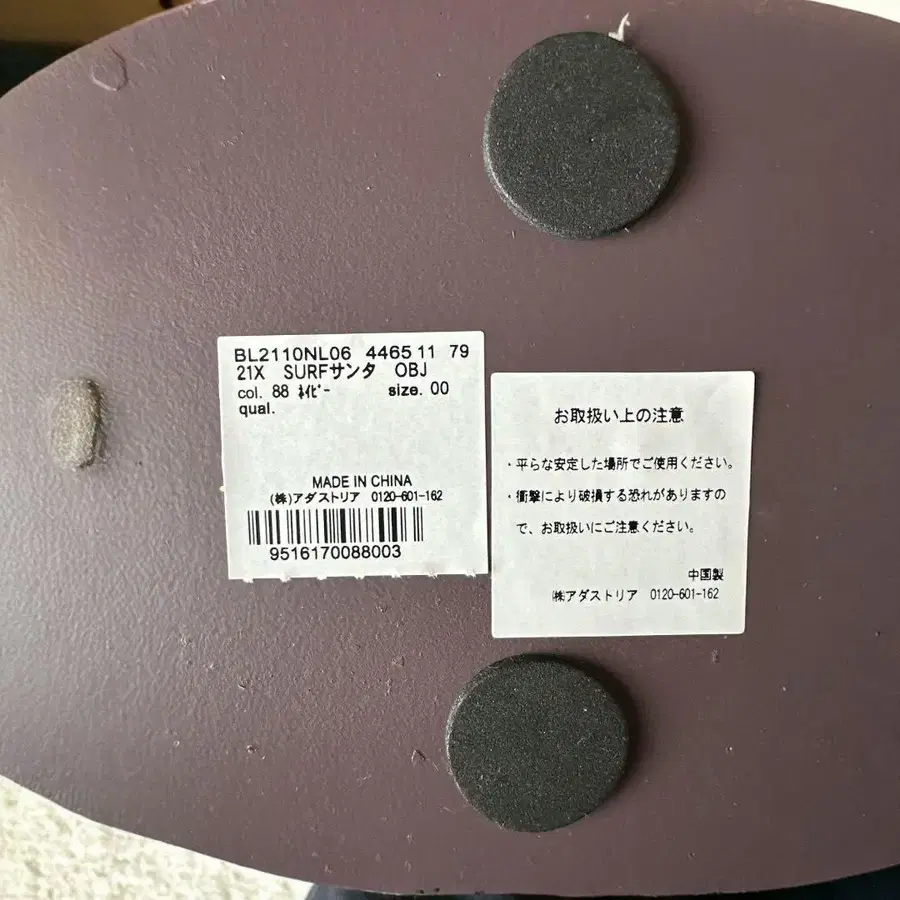 BL2110NL06 4465 11 79
21X SURFサンタ OBJ
col. 88 ﾈｲﾋﾞｰ size. 00
qual.
MADE IN CHINA
(株)アダストリア 0120-601-162
9516170088003
お取扱い上の注意
・平らな安定した場所でご使用ください。
・衝撃により破損する恐れがありますの
で、お取扱いにご注意ください。
中国製
㈱アダストリア 0120-601-162